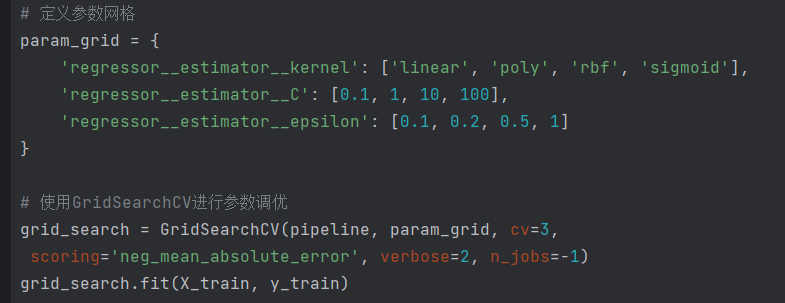 # 定义参数网格
param_grid = {
    'regressor__estimator__kernel': ['linear', 'poly', 'rbf', 'sigmoid'],
    'regressor__estimator__C': [0.1, 1, 10, 100],
    'regressor__estimator__epsilon': [0.1, 0.2, 0.5, 1]
}

# 使用GridSearchCV进行参数调优
grid_search = GridSearchCV(pipeline, param_grid, cv=3,
 scoring='neg_mean_absolute_error', verbose=2, n_jobs=-1)
grid_search.fit(X_train, y_train)